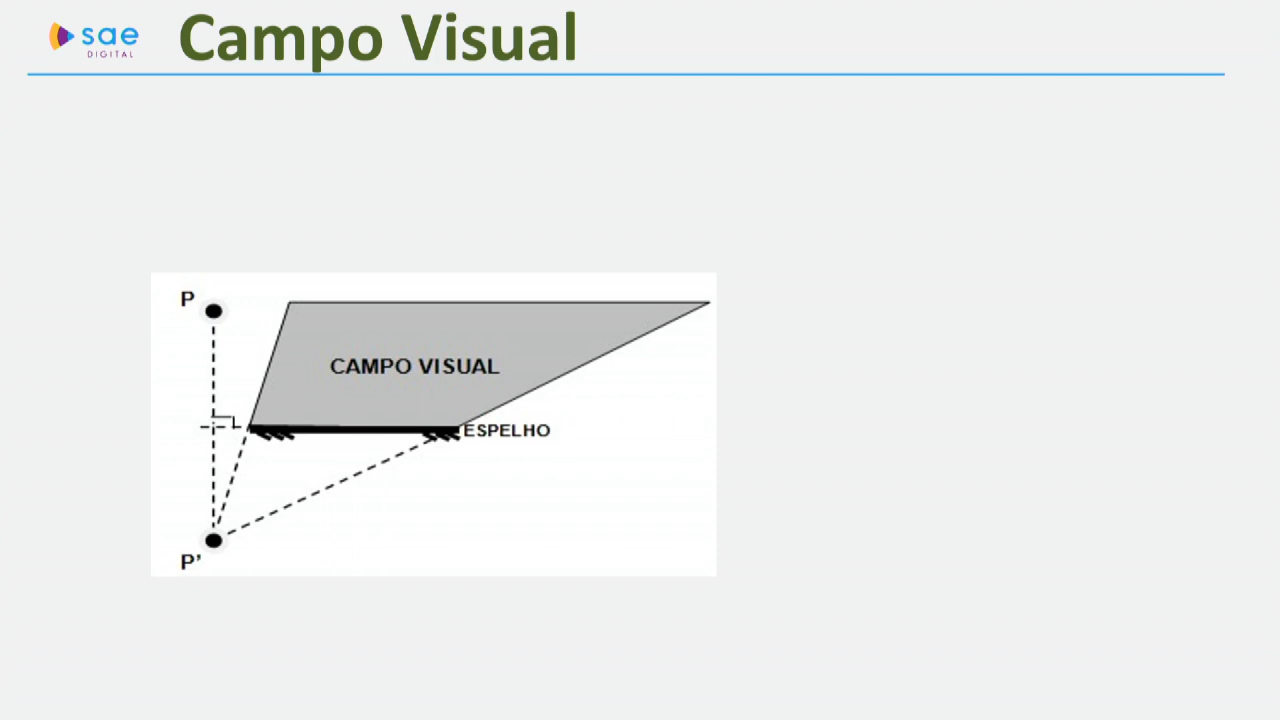 sae
DIGITAL
Campo Visual
P
CAMPO VISUAL
ESPELHO
P’